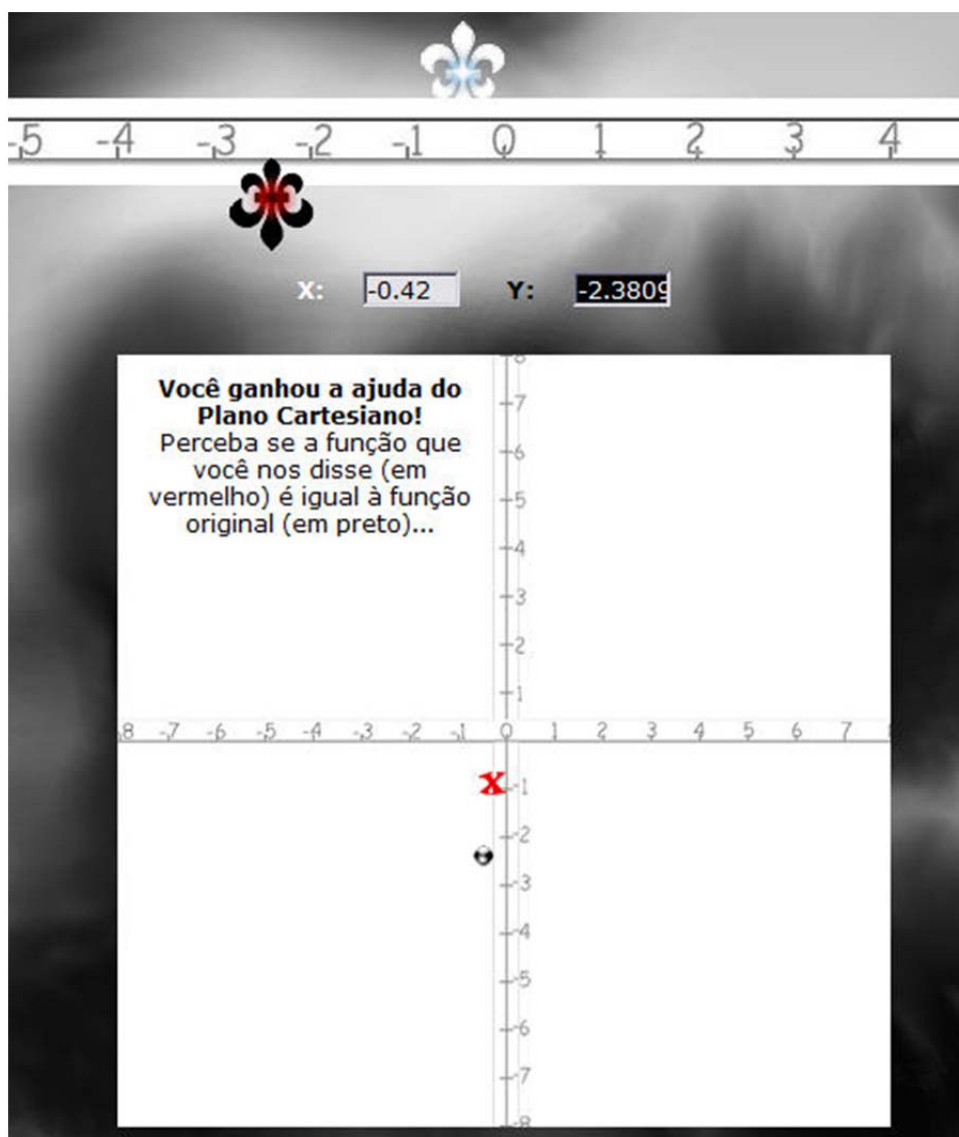 -5 -4 -3 -2 -1 0 1 2 3 4
X: -0.42 Y: -2.3809
Você ganhou a ajuda do
Plano Cartesiano!
Perceba se a função que
você nos disse (em
vermelho) é igual à função
original (em preto)...
8
-7
-6
-5
-4
-3
-2
-1
-8 -7 -6 -5 -4 -3 -2 -1 0 1 2 3 4 5 6 7
x
-1
-2
-3
-4
-5
-6
-7
-8